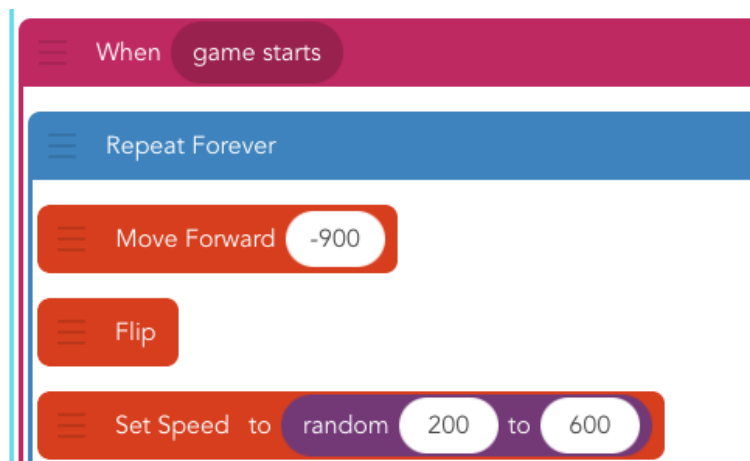 When game starts
Repeat Forever
Move Forward -900
Flip
Set Speed to random 200 to 600